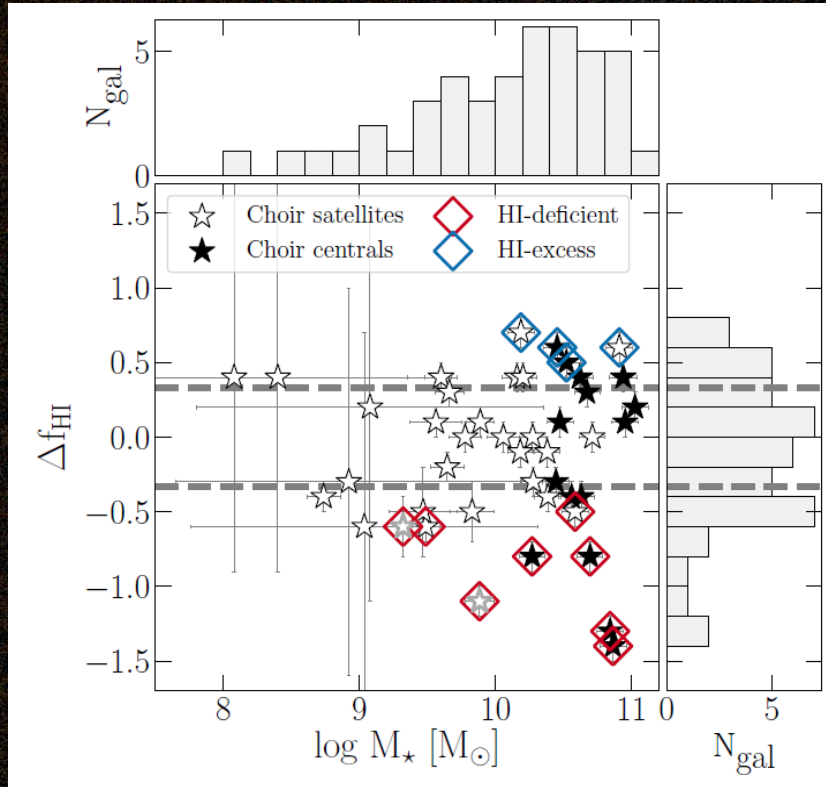 N_gal
5
0
1.5
1.0
0.5
0.0
−0.5
−1.0
−1.5
Δf_HI
Choir satellites
Choir centrals
HI-deficient
HI-excess
8 9 10 11
log M⋆ [M⊙]
0 5
N_gal